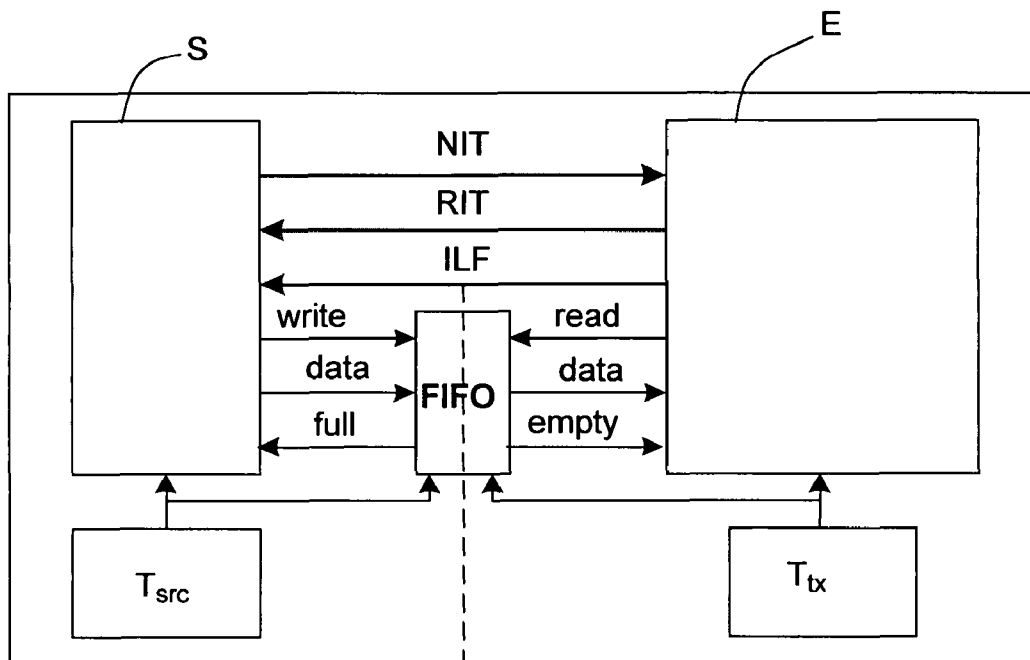 S
E
NIT
RIT
ILF
write
read
data
FIFO
data
full
empty
Tsrc
Ttx